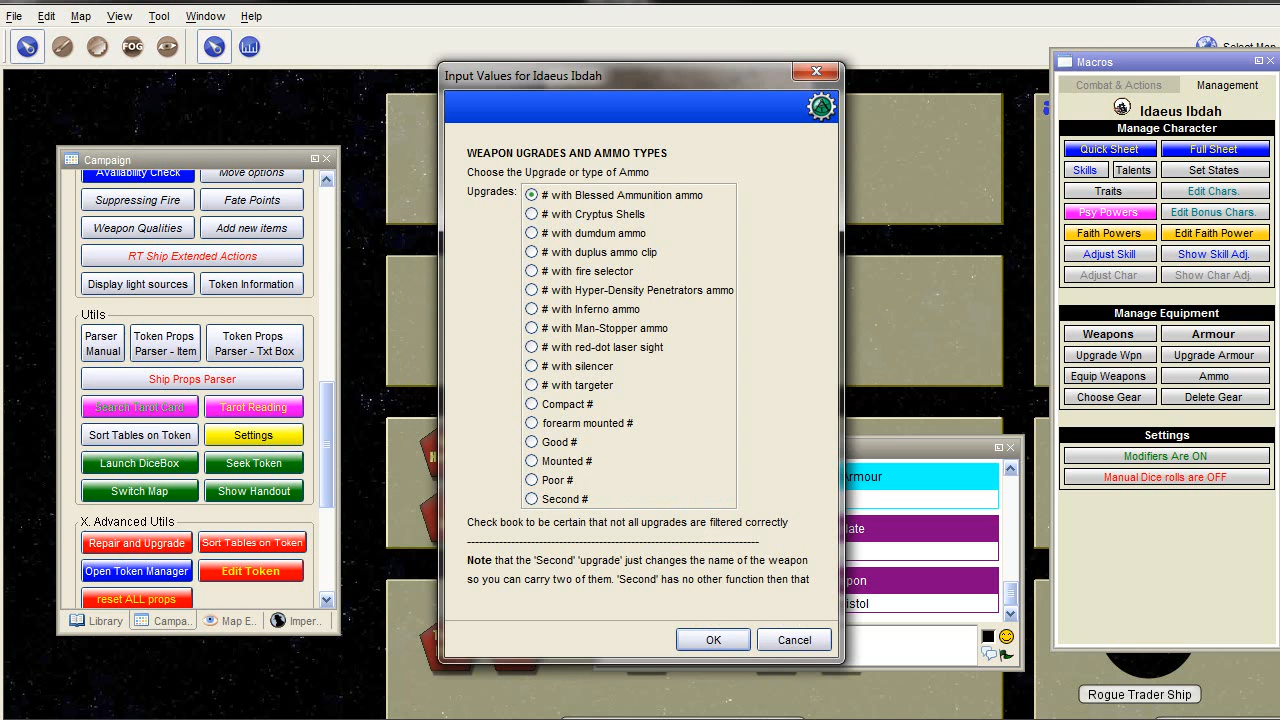 File Edit Map View Tool Window Help
FOG
Select Map
Campaign
Availability Check Move options
Suppressing Fire Fate Points
Weapon Qualities Add new items
RT Ship Extended Actions
Display light sources Token Information
Utils
Parser Manual
Token Props Parser - Item
Token Props Parser - Txt Box
Ship Props Parser
Search Tarot Card Tarot Reading
Sort Tables on Token Settings
Launch DiceBox Seek Token
Switch Map Show Handout
X. Advanced Utils
Repair and Upgrade Sort Tables on Token
Open Token Manager Edit Token
reset ALL props
Library Campa.. Map E.. Imper..
Input Values for Idaeus Ibdah
WEAPON UGRADES AND AMMO TYPES
Choose the Upgrade or type of Ammo
Upgrades: # with Blessed Ammunition ammo
# with Cryptus Shells
# with dumdum ammo
# with duplus ammo clip
# with fire selector
# with Hyper-Density Penetrators ammo
# with Inferno ammo
# with Man-Stopper ammo
# with red-dot laser sight
# with silencer
# with targeter
Compact #
forearm mounted #
Good #
Mounted #
Poor #
Second #
Check book to be certain that not all upgrades are filtered correctly
Note that the 'Second' 'upgrade' just changes the name of the weapon
so you can carry two of them. 'Second' has no other function then that
OK Cancel
Macros
Combat & Actions Management
Idaeus Ibdah
Manage Character
Quick Sheet Full Sheet
Skills Talents Set States
Traits Edit Chars.
Psy Powers Edit Bonus Chars.
Faith Powers Edit Faith Power
Adjust Skill Show Skill Adj.
Adjust Char Show Char Adj.
Manage Equipment
Weapons Armour
Upgrade Wpn Upgrade Armour
Equip Weapons Ammo
Choose Gear Delete Gear
Settings
Modifiers Are ON
Manual Dice rolls are OFF
Rogue Trader Ship